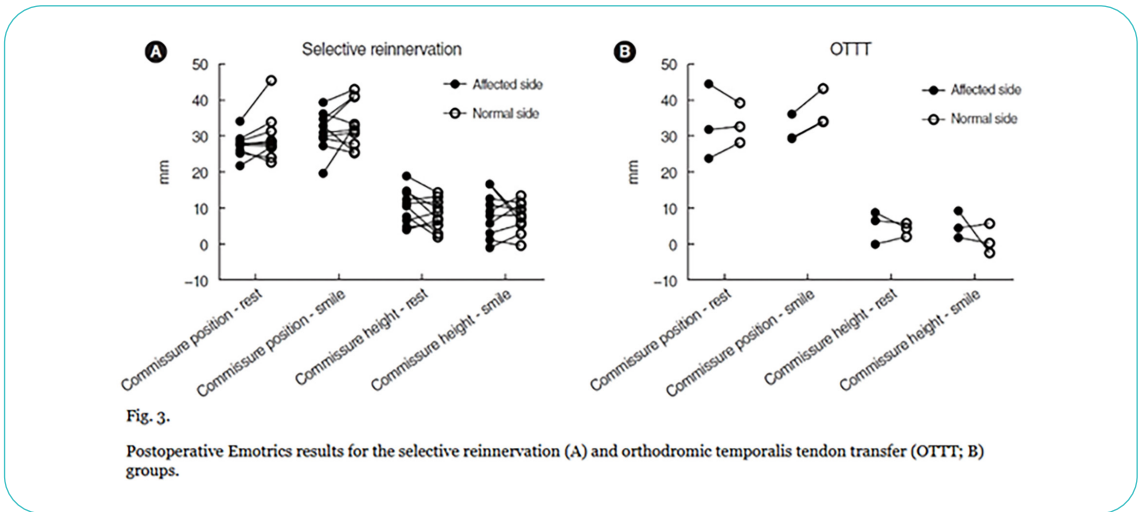 A
Selective reinnervation
50
40
30
20
10
0
−10
mm
Affected side
Normal side
Commissure position - rest
Commissure position - smile
Commissure height - rest
Commissure height - smile
B
OTTT
50
40
30
20
10
0
−10
mm
Affected side
Normal side
Commissure position - rest
Commissure position - smile
Commissure height - rest
Commissure height - smile
Fig. 3.
Postoperative Emotrics results for the selective reinnervation (A) and orthodromic temporalis tendon transfer (OTTT; B)
groups.